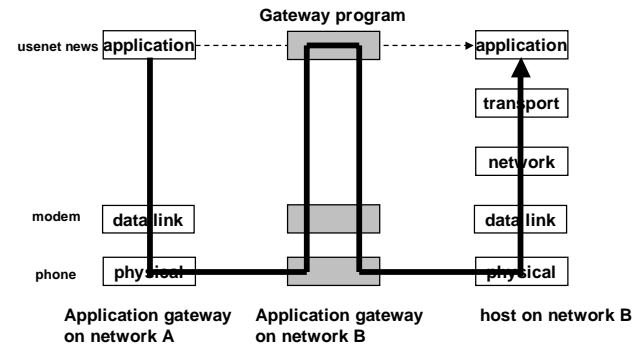 Gateway program
usenet news application application
transport
network
modem data link data link
phone physical physical
Application gateway
on network A
Application gateway
on network B
host on network B